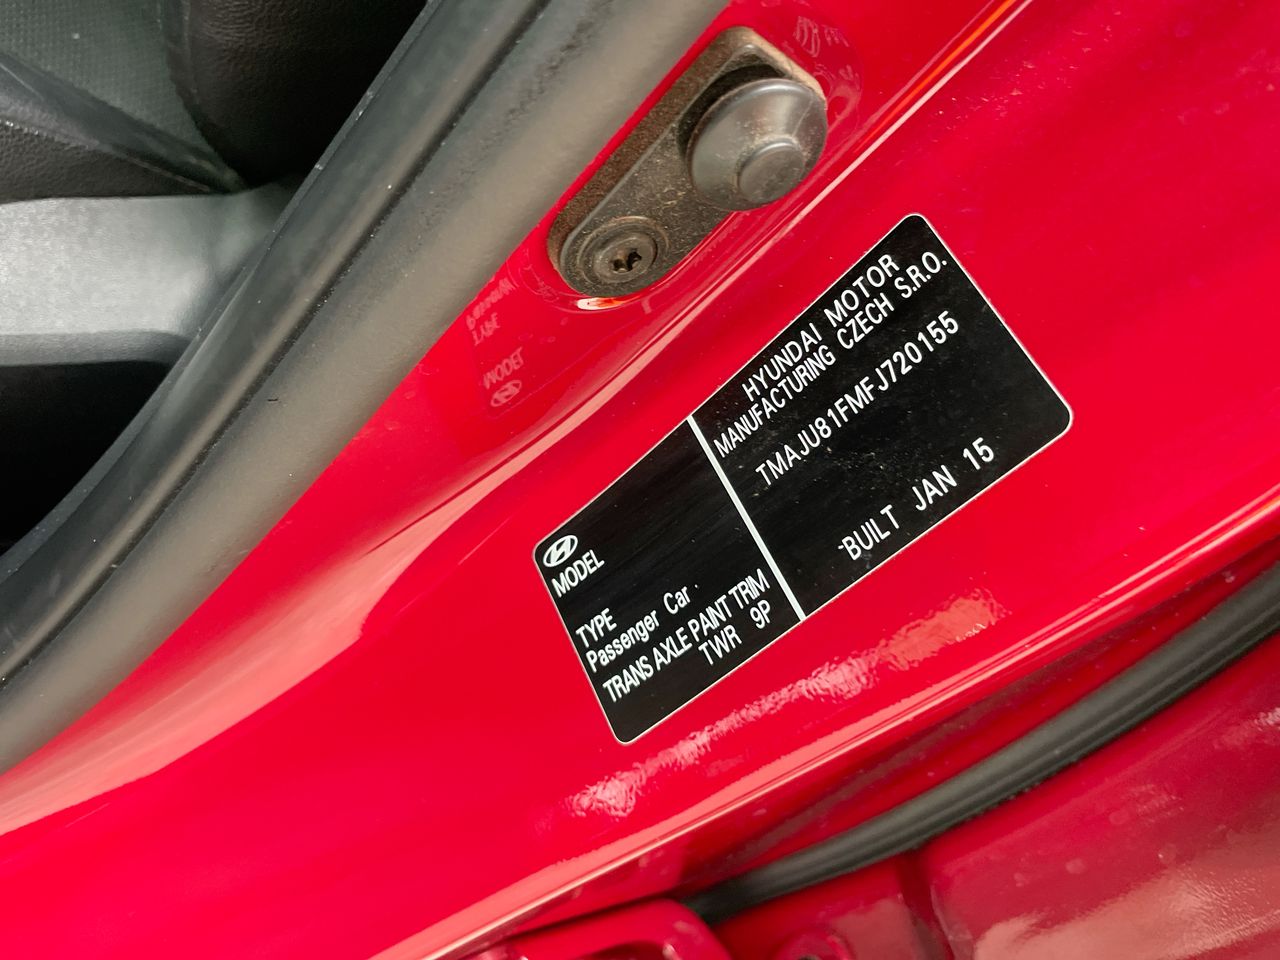 HYUNDAI MOTOR
MANUFACTURING CZECH S.R.O.
TMAJU81FMFJ720155
BUILT JAN 15
MODEL
TYPE
Passenger Car
TRANS AXLE PAINT TRIM
TWR 9P